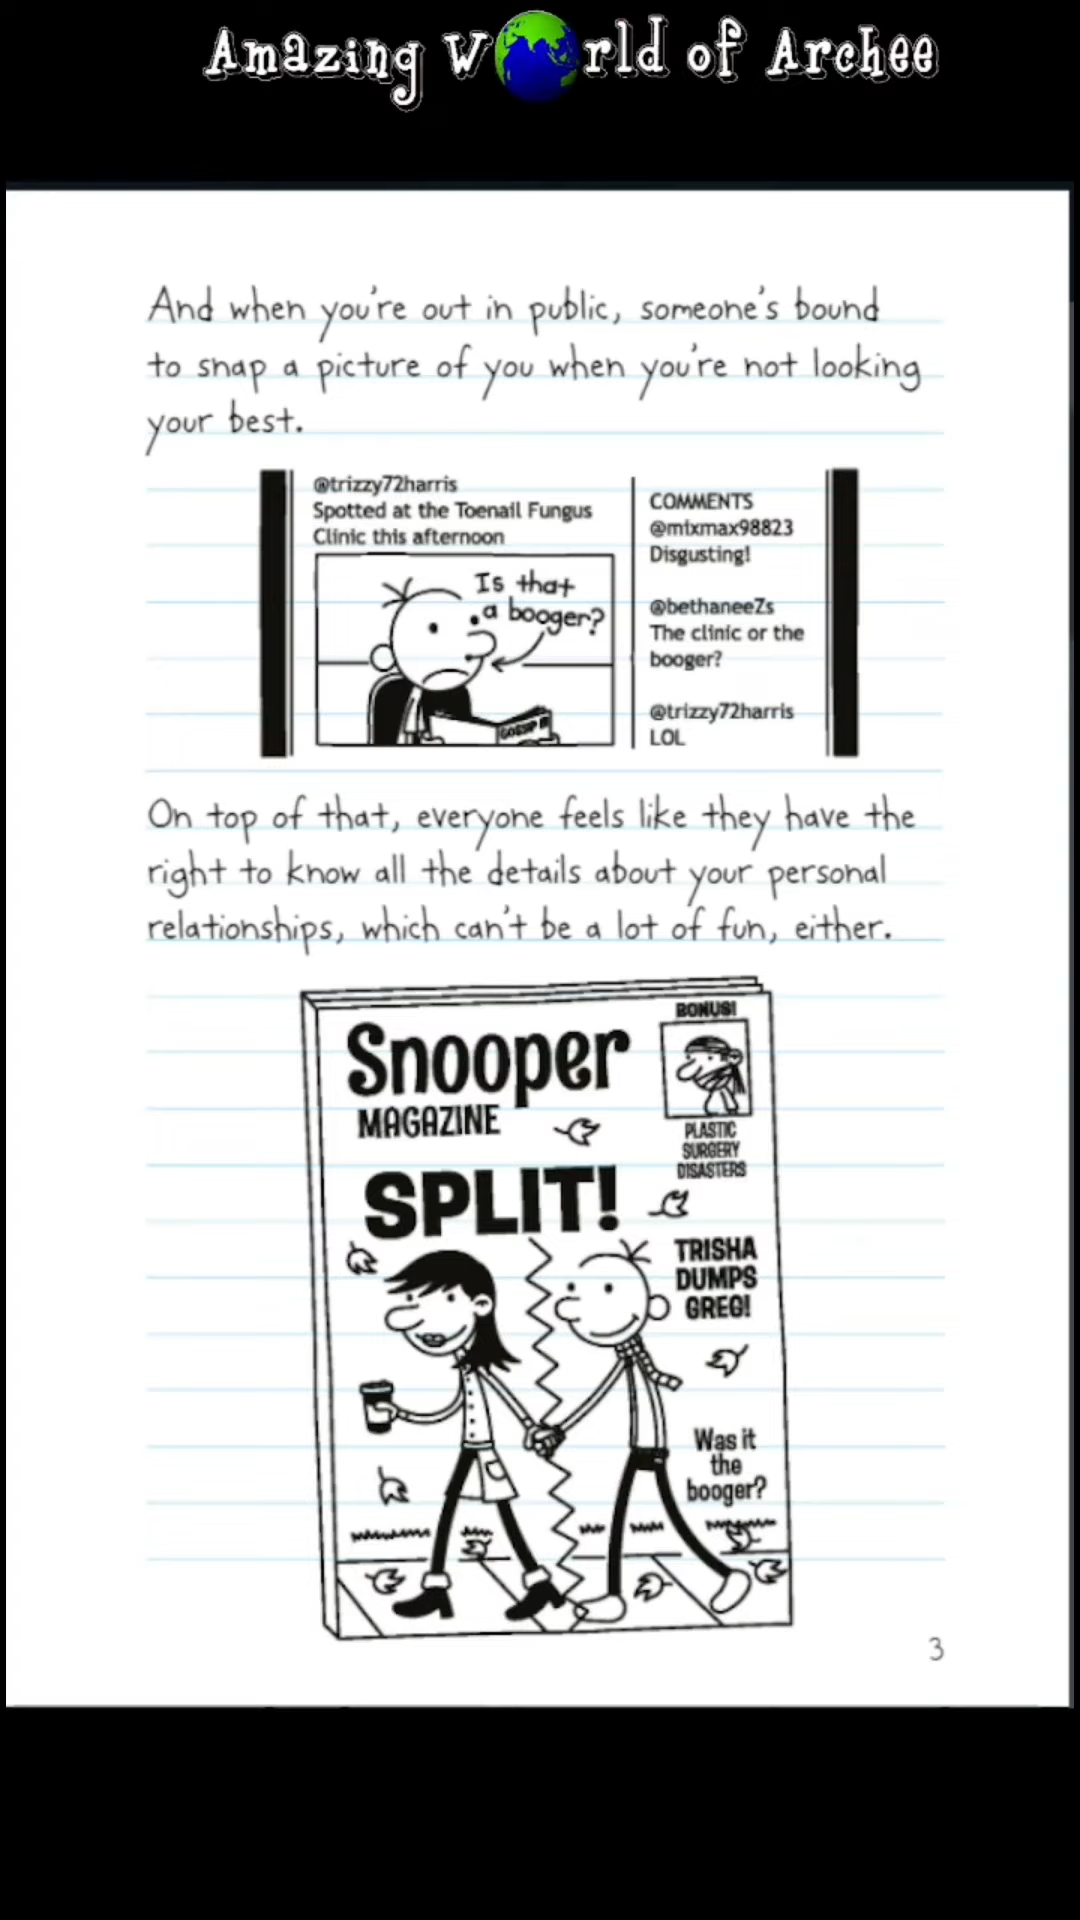 Amazing World of Archee
And when you're out in public, someone's bound
to snap a picture of you when you're not looking
your best.
@trizzy72harris
Spotted at the Toenail Fungus
Clinic this afternoon
Is that
a booger?
GOSSIP
COMMENTS
@mixmax98823
Disgusting!
@bethaneeZs
The clinic or the
booger?
@trizzy72harris
LOL
On top of that, everyone feels like they have the
right to know all the details about your personal
relationships, which can't be a lot of fun, either.
Snooper
MAGAZINE
BONUS!
PLASTIC
SURGERY
DISASTERS
SPLIT!
TRISHA
DUMPS
GREG!
Was it
the
booger?
3